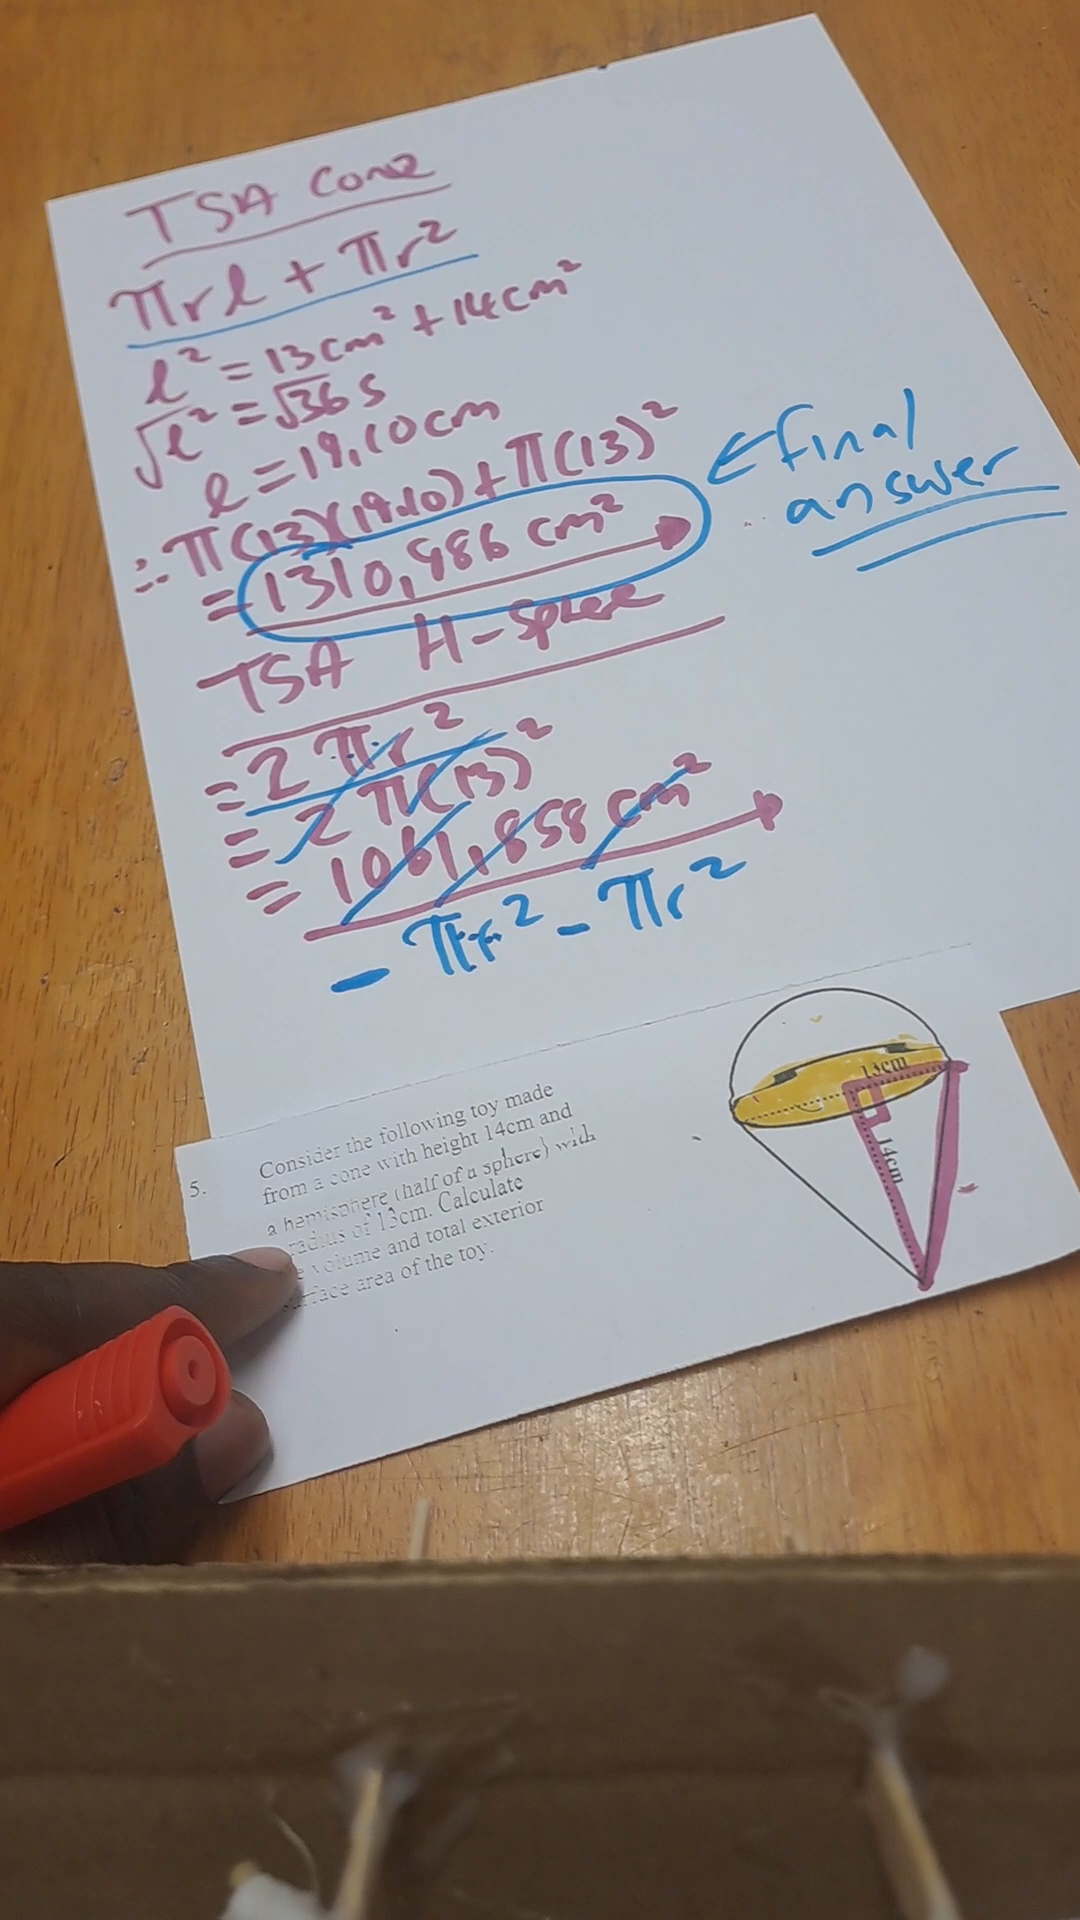 TSA Cone
πrl + πr²
l² = 13cm² + 14cm²
√l² = √365
l = 19,10cm
∴ π(13)(19.10) + π(13)²
= 1310,986 cm²
← final answer
TSA H-sphere
= 2πr²
= 2π(13)²
= 1061,858 cm²
- πr² - πr²
5.
Consider the following toy made
from a cone with height 14cm and
a hemisphere (half of a sphere) with
radius of 13cm. Calculate
volume and total exterior
area of the toy.
13cm
14cm